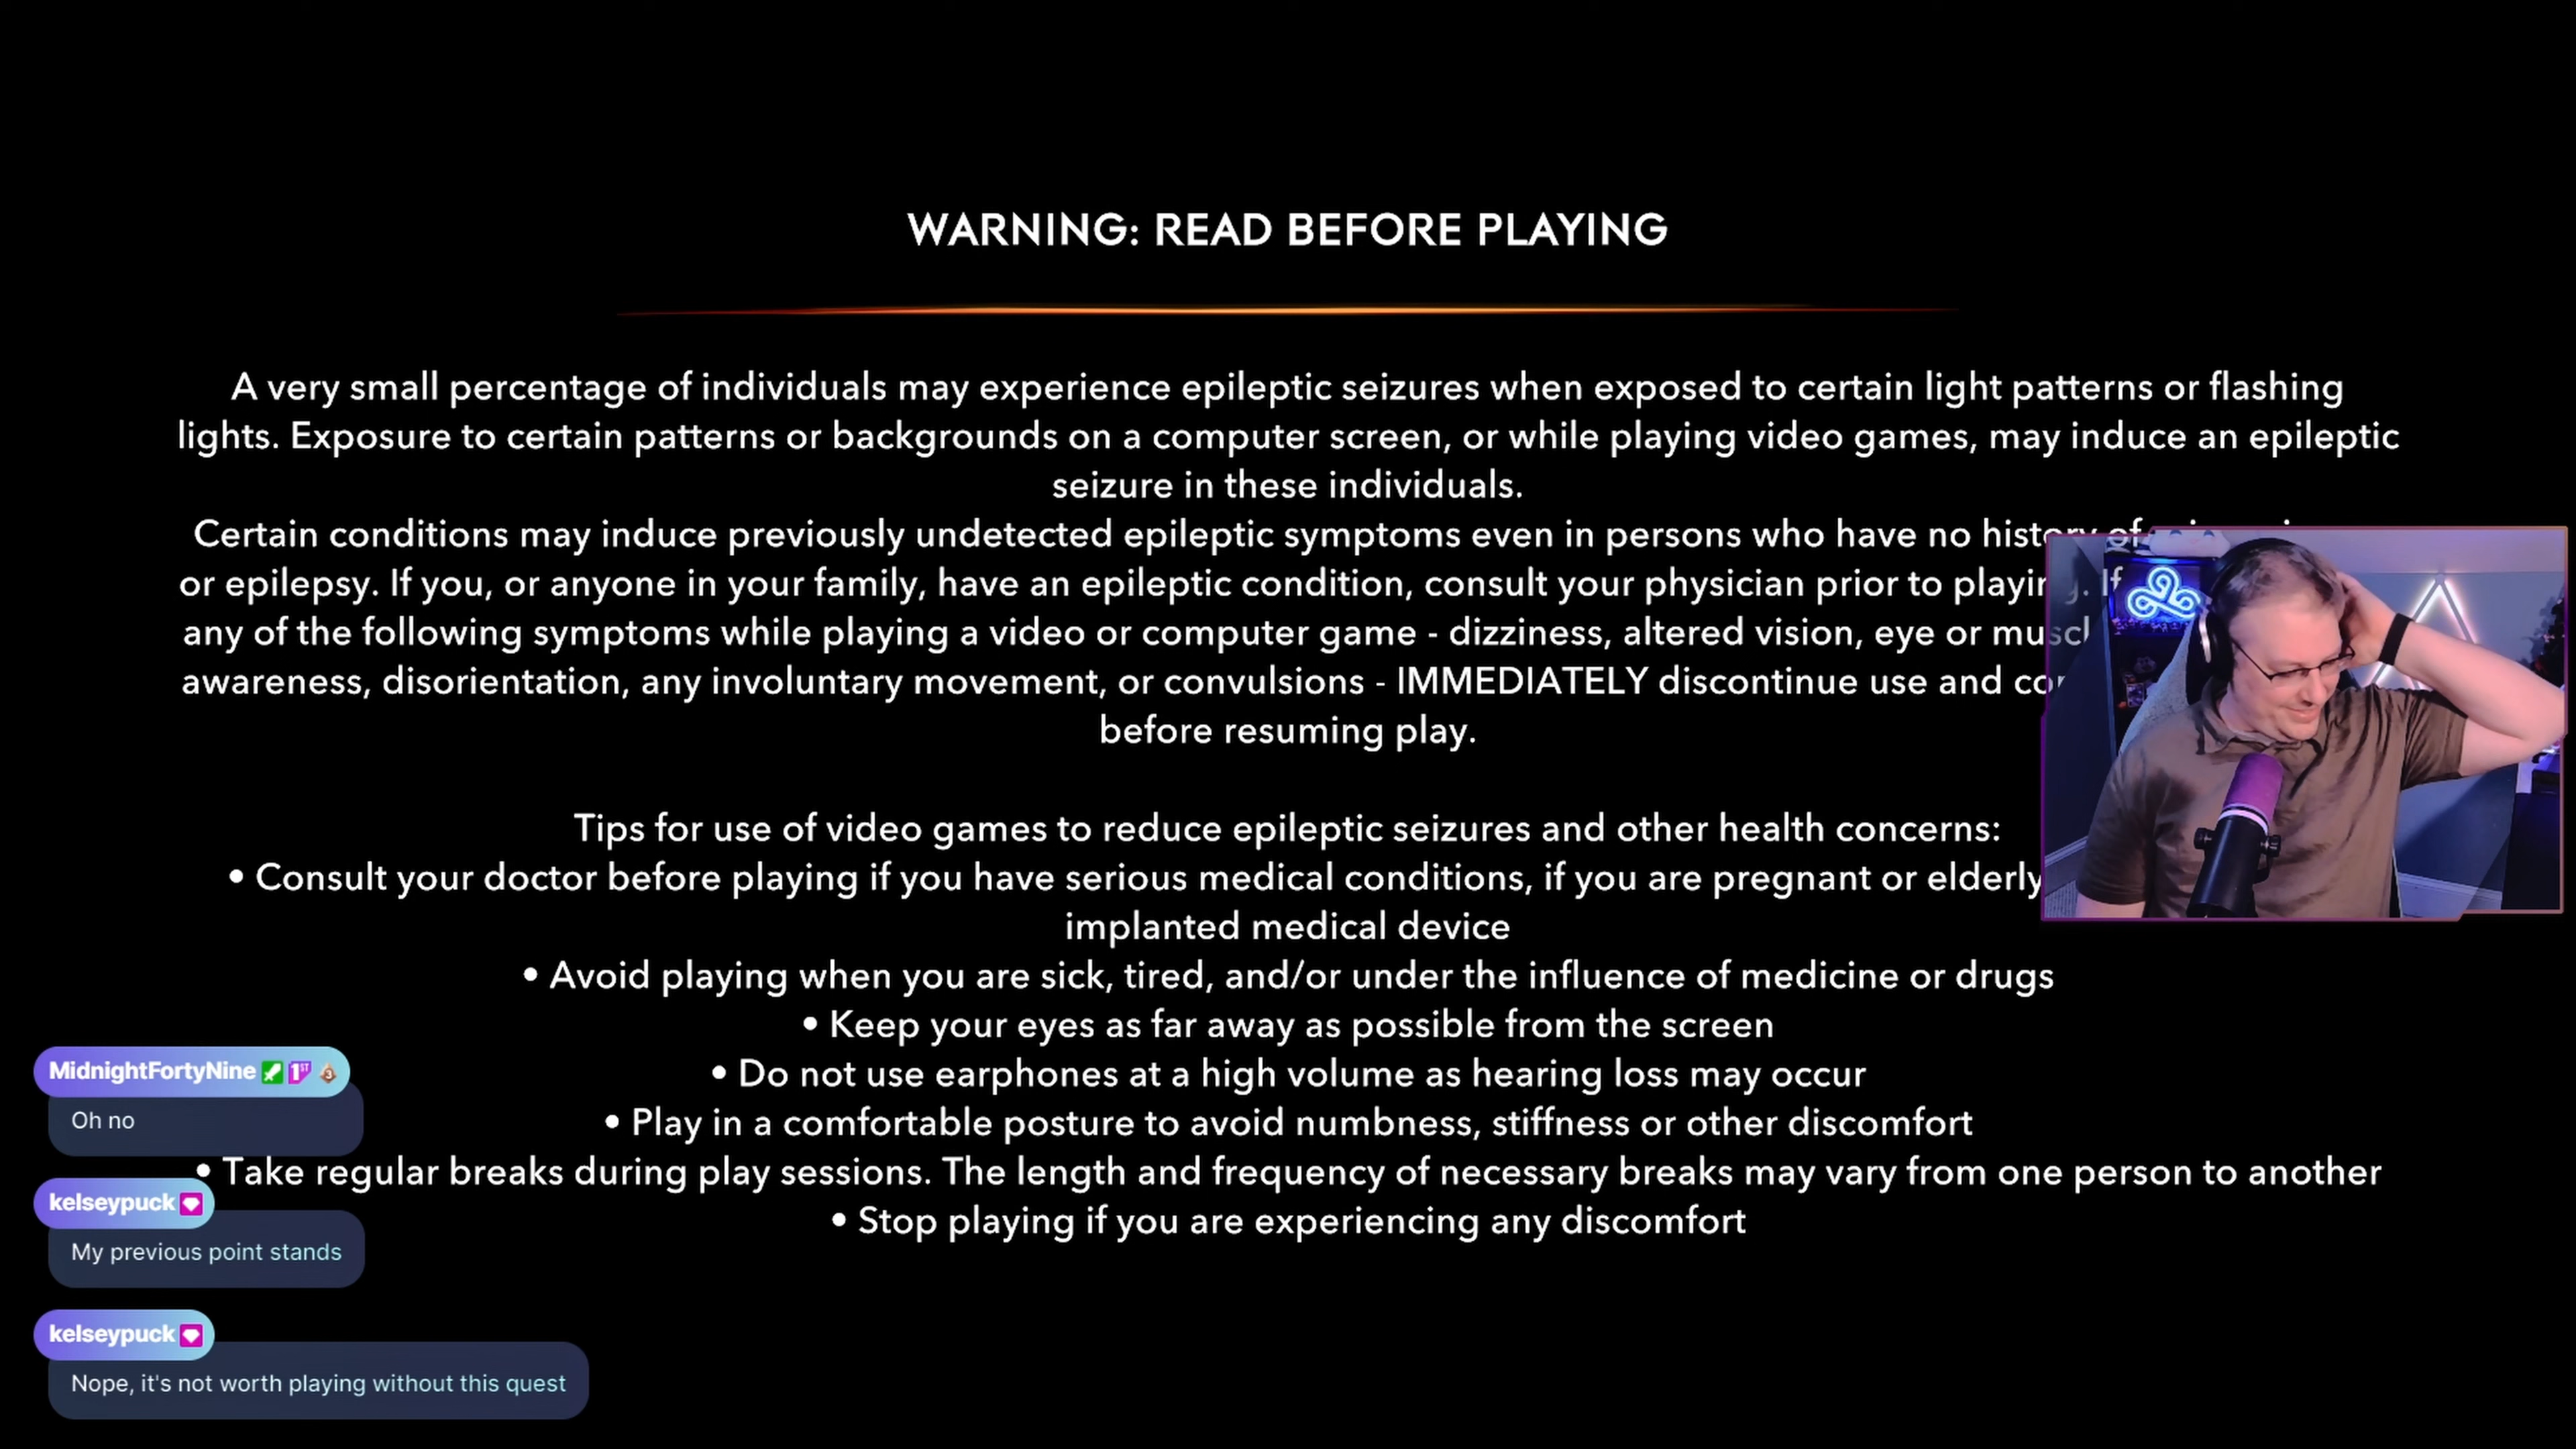 WARNING: READ BEFORE PLAYING
A very small percentage of individuals may experience epileptic seizures when exposed to certain light patterns or flashing
lights. Exposure to certain patterns or backgrounds on a computer screen, or while playing video games, may induce an epileptic
seizure in these individuals.
Certain conditions may induce previously undetected epileptic symptoms even in persons who have no history of
or epilepsy. If you, or anyone in your family, have an epileptic condition, consult your physician prior to playing. If
any of the following symptoms while playing a video or computer game - dizziness, altered vision, eye or muscl
awareness, disorientation, any involuntary movement, or convulsions - IMMEDIATELY discontinue use and
before resuming play.
Tips for use of video games to reduce epileptic seizures and other health concerns:
• Consult your doctor before playing if you have serious medical conditions, if you are pregnant or elderly
implanted medical device
• Avoid playing when you are sick, tired, and/or under the influence of medicine or drugs
• Keep your eyes as far away as possible from the screen
• Do not use earphones at a high volume as hearing loss may occur
• Play in a comfortable posture to avoid numbness, stiffness or other discomfort
• Take regular breaks during play sessions. The length and frequency of necessary breaks may vary from one person to another
• Stop playing if you are experiencing any discomfort
MidnightFortyNine 1ST 3
Oh no
kelseypuck
My previous point stands
kelseypuck
Nope, it's not worth playing without this quest